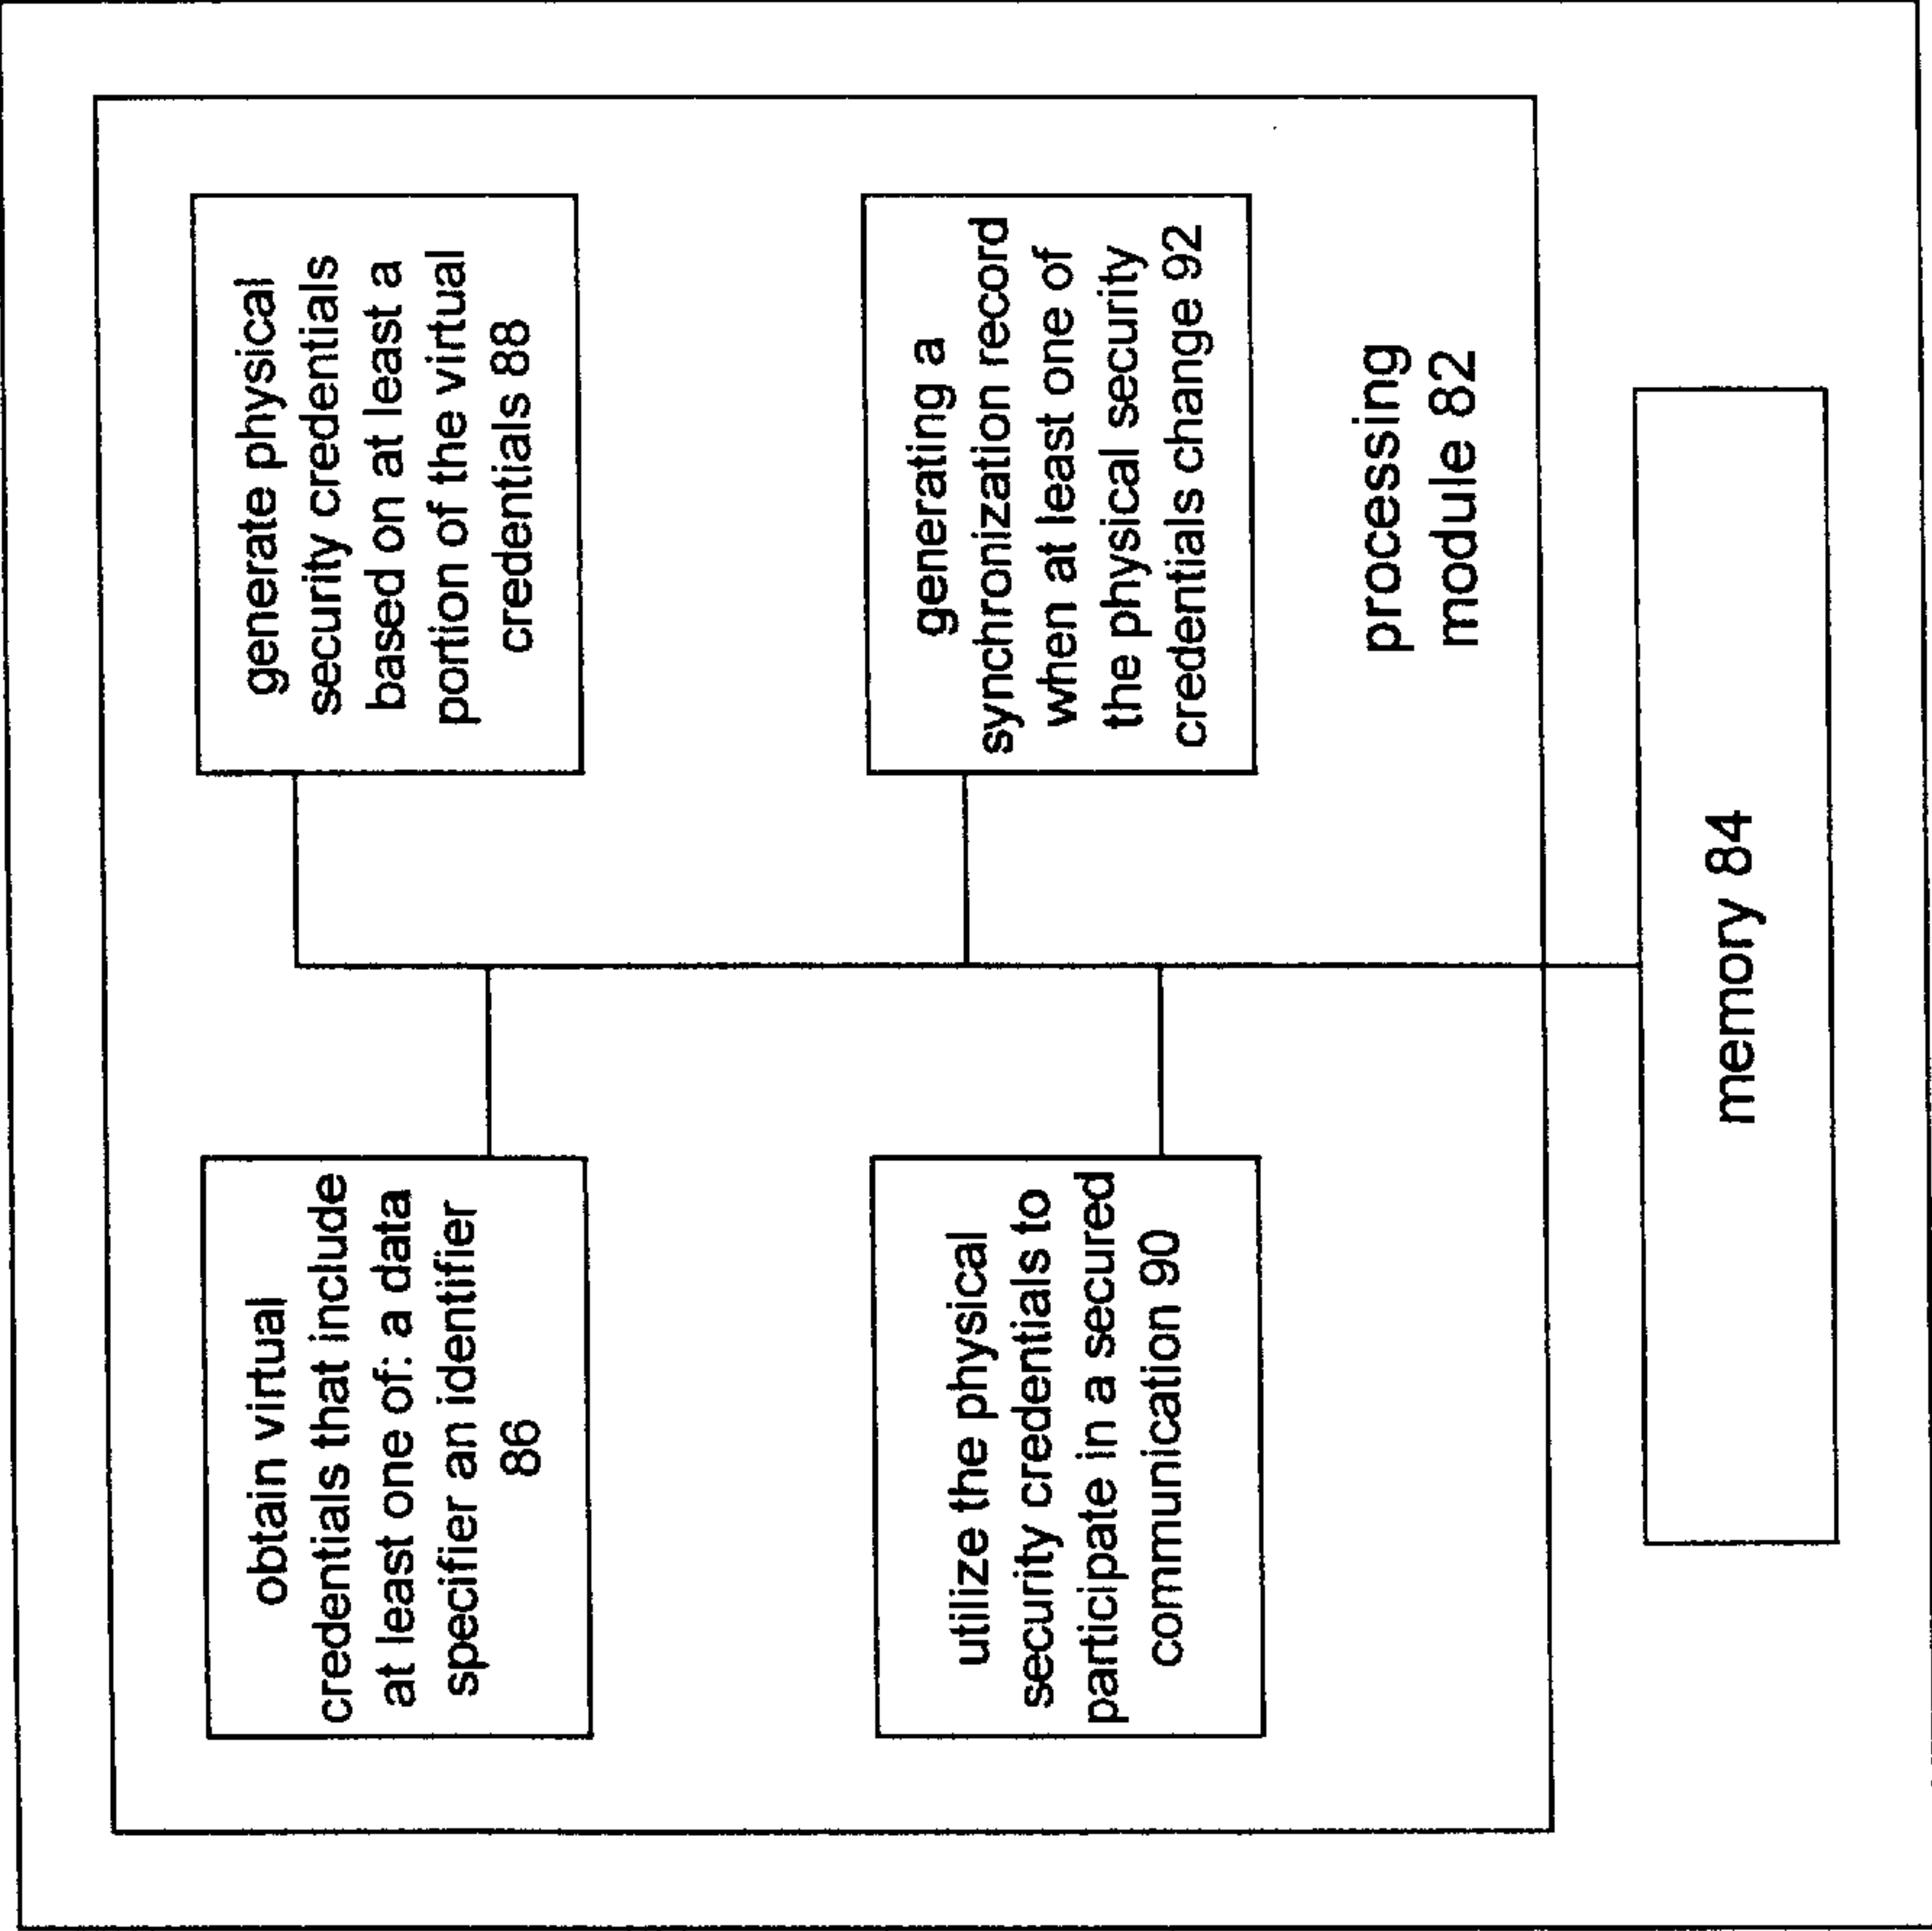 obtain virtual
credentials that include
at least one of: a data
specifier an identifier
86
generate physical
security credentials
based on at least a
portion of the virtual
credentials 88
utilize the physical
security credentials to
participate in a secured
communication 90
generating a
synchronization record
when at least one of
the physical security
credentials change 92
processing
module 82
memory 84